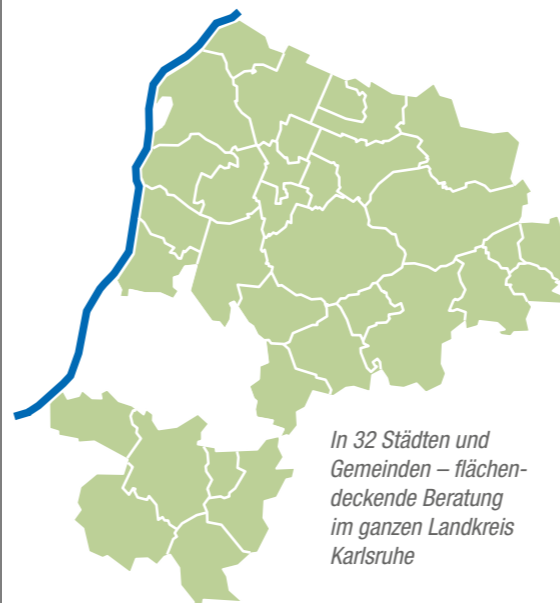 In 32 Städten und
Gemeinden – flächen-
deckende Beratung
im ganzen Landkreis
Karlsruhe